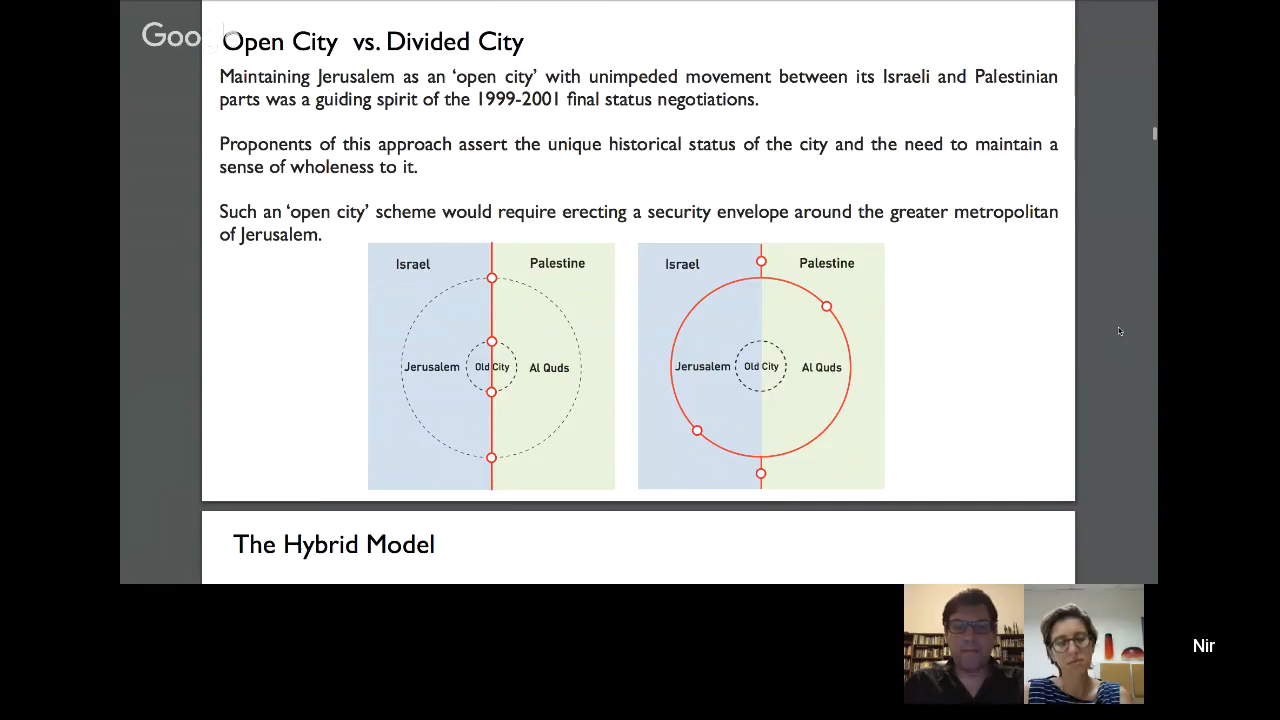 Google
Open City vs. Divided City
Maintaining Jerusalem as an ‘open city’ with unimpeded movement between its Israeli and Palestinian
parts was a guiding spirit of the 1999-2001 final status negotiations.
Proponents of this approach assert the unique historical status of the city and the need to maintain a
sense of wholeness to it.
Such an ‘open city’ scheme would require erecting a security envelope around the greater metropolitan
of Jerusalem.
Israel
Palestine
Jerusalem
Old City
Al Quds
Israel
Palestine
Jerusalem
Old City
Al Quds
The Hybrid Model
Nir